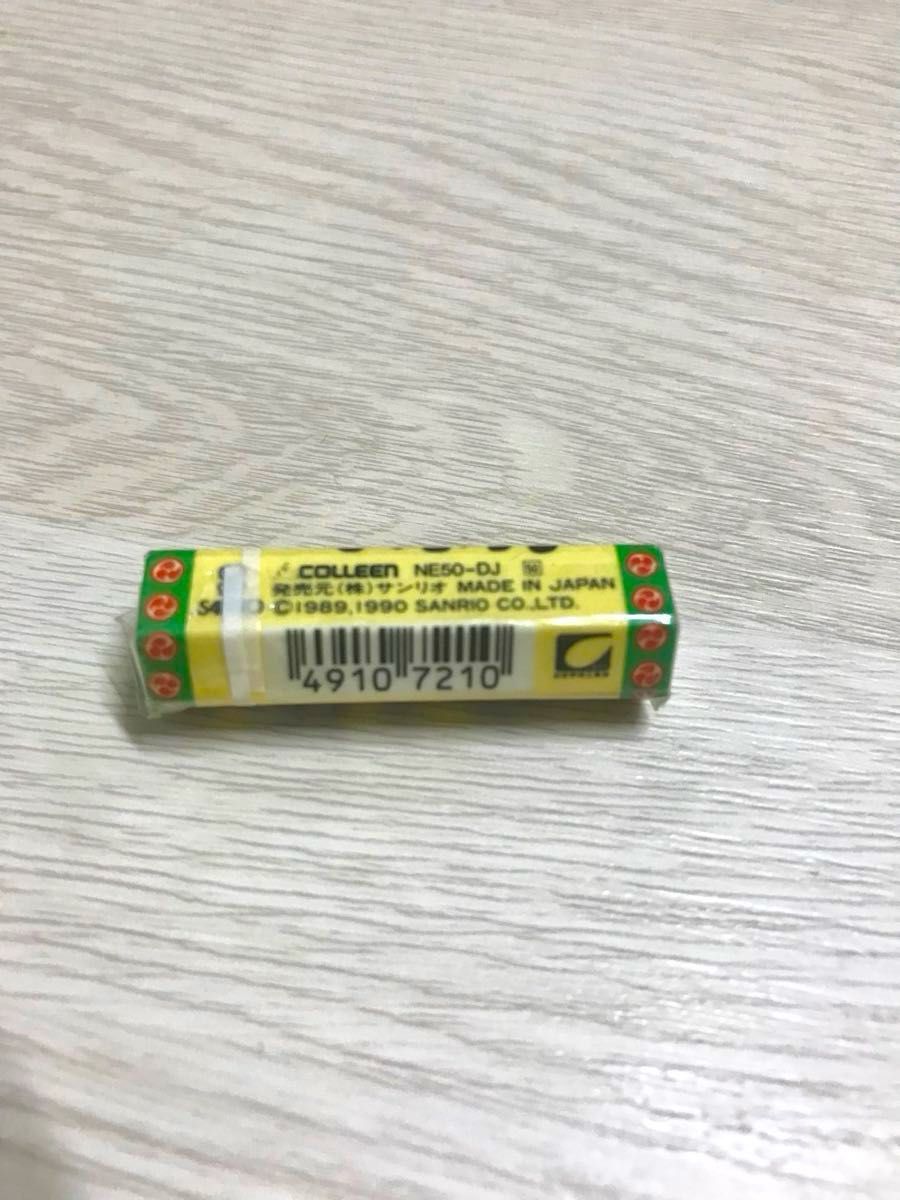 COLLEEN NE50-DJ 50
発売元(株)サンリオ MADE IN JAPAN
©1989,1990 SANRIO CO.,LTD.
4910 7210